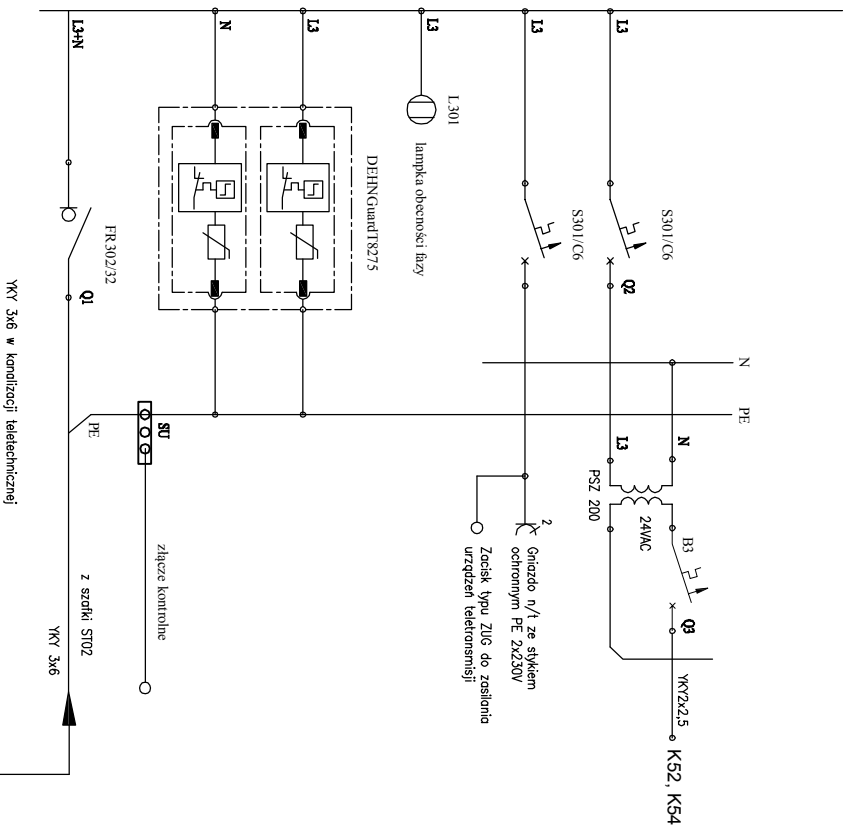 L3+N
N
L3
L3
L3
L3
L301
lampka obecności fazy
DEHNGuardT8275
FR302/32
Q1
S301/C6
S301/C6
Q2
N
PE
PE
SU
złącze kontrolne
YKY 3x6 w kanalizacji teletechnicznej
z szafki ST02
YKY 3x6
L3
N
PSZ 200
24VAC
B3
Q3
YKY2x2,5
K52, K54
2
Gniazdo n/t ze stykiem
ochronnym PE 2x230V
Zacisk typu ZUG do zasilania
urządzeń teletransmisji